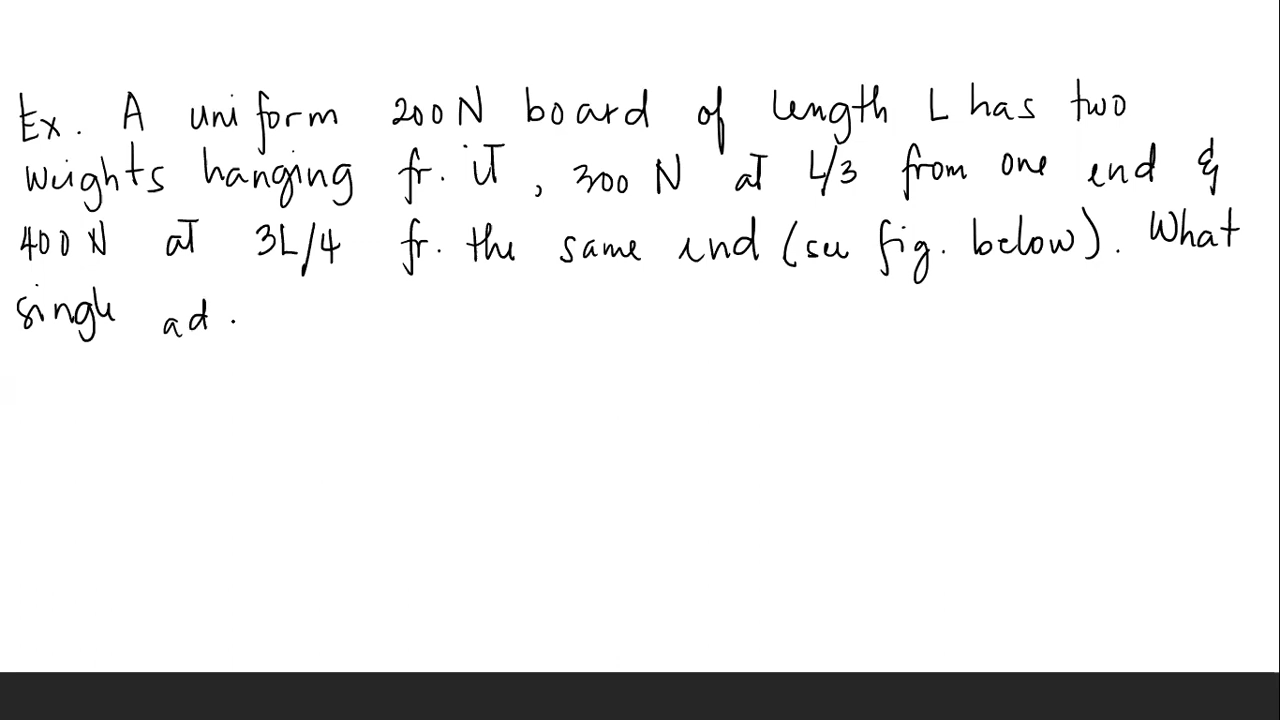 Ex. A uniform 200 N board of length L has two
weights hanging fr. it, 300 N at L/3 from one end &
400 N at 3L/4 fr. the same end (see fig. below). What
single ad.